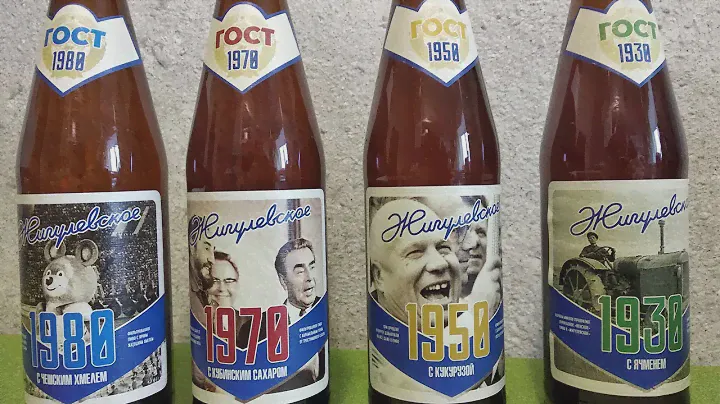 ГОСТ
1980
Жигулевское
1980
С ЧЕШСКИМ ХМЕЛЕМ
ГОСТ
1970
Жигулевское
1970
С КУБИНСКИМ САХАРОМ
ГОСТ
1950
Жигулевское
1950
С КУКУРУЗОЙ
ГОСТ
1930
Жигулевское
1930
С ЯЧМЕНЕМ